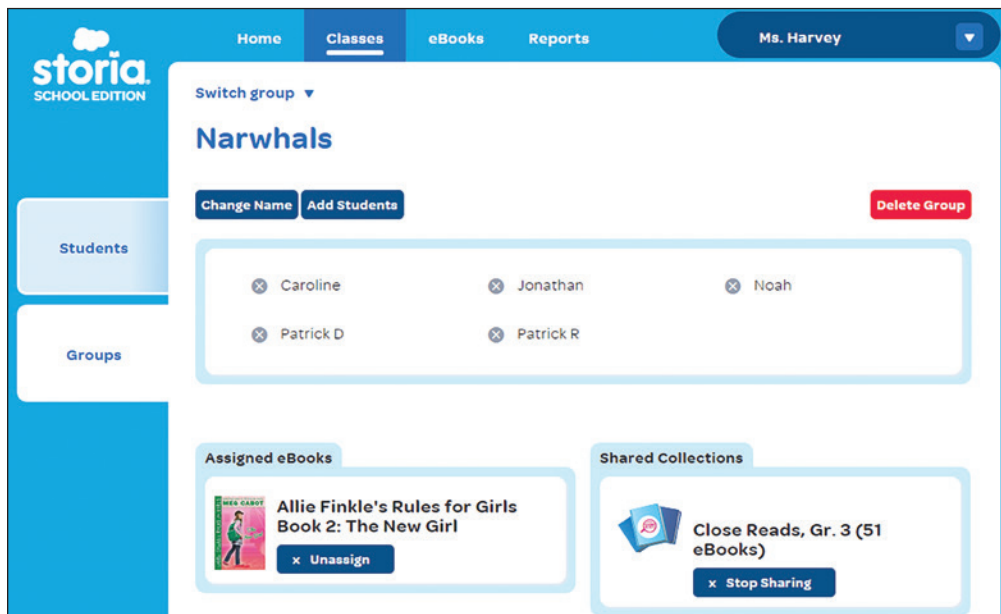 Home Classes eBooks Reports Ms. Harvey
storia.
SCHOOL EDITION
Switch group
Narwhals
Change Name Add Students Delete Group
Students
Groups
Caroline Jonathan Noah
Patrick D Patrick R
Assigned eBooks
MEG CABOT
Allie Finkle's Rules for Girls
Book 2: The New Girl
x Unassign
Shared Collections
Close Reads, Gr. 3 (51
eBooks)
x Stop Sharing